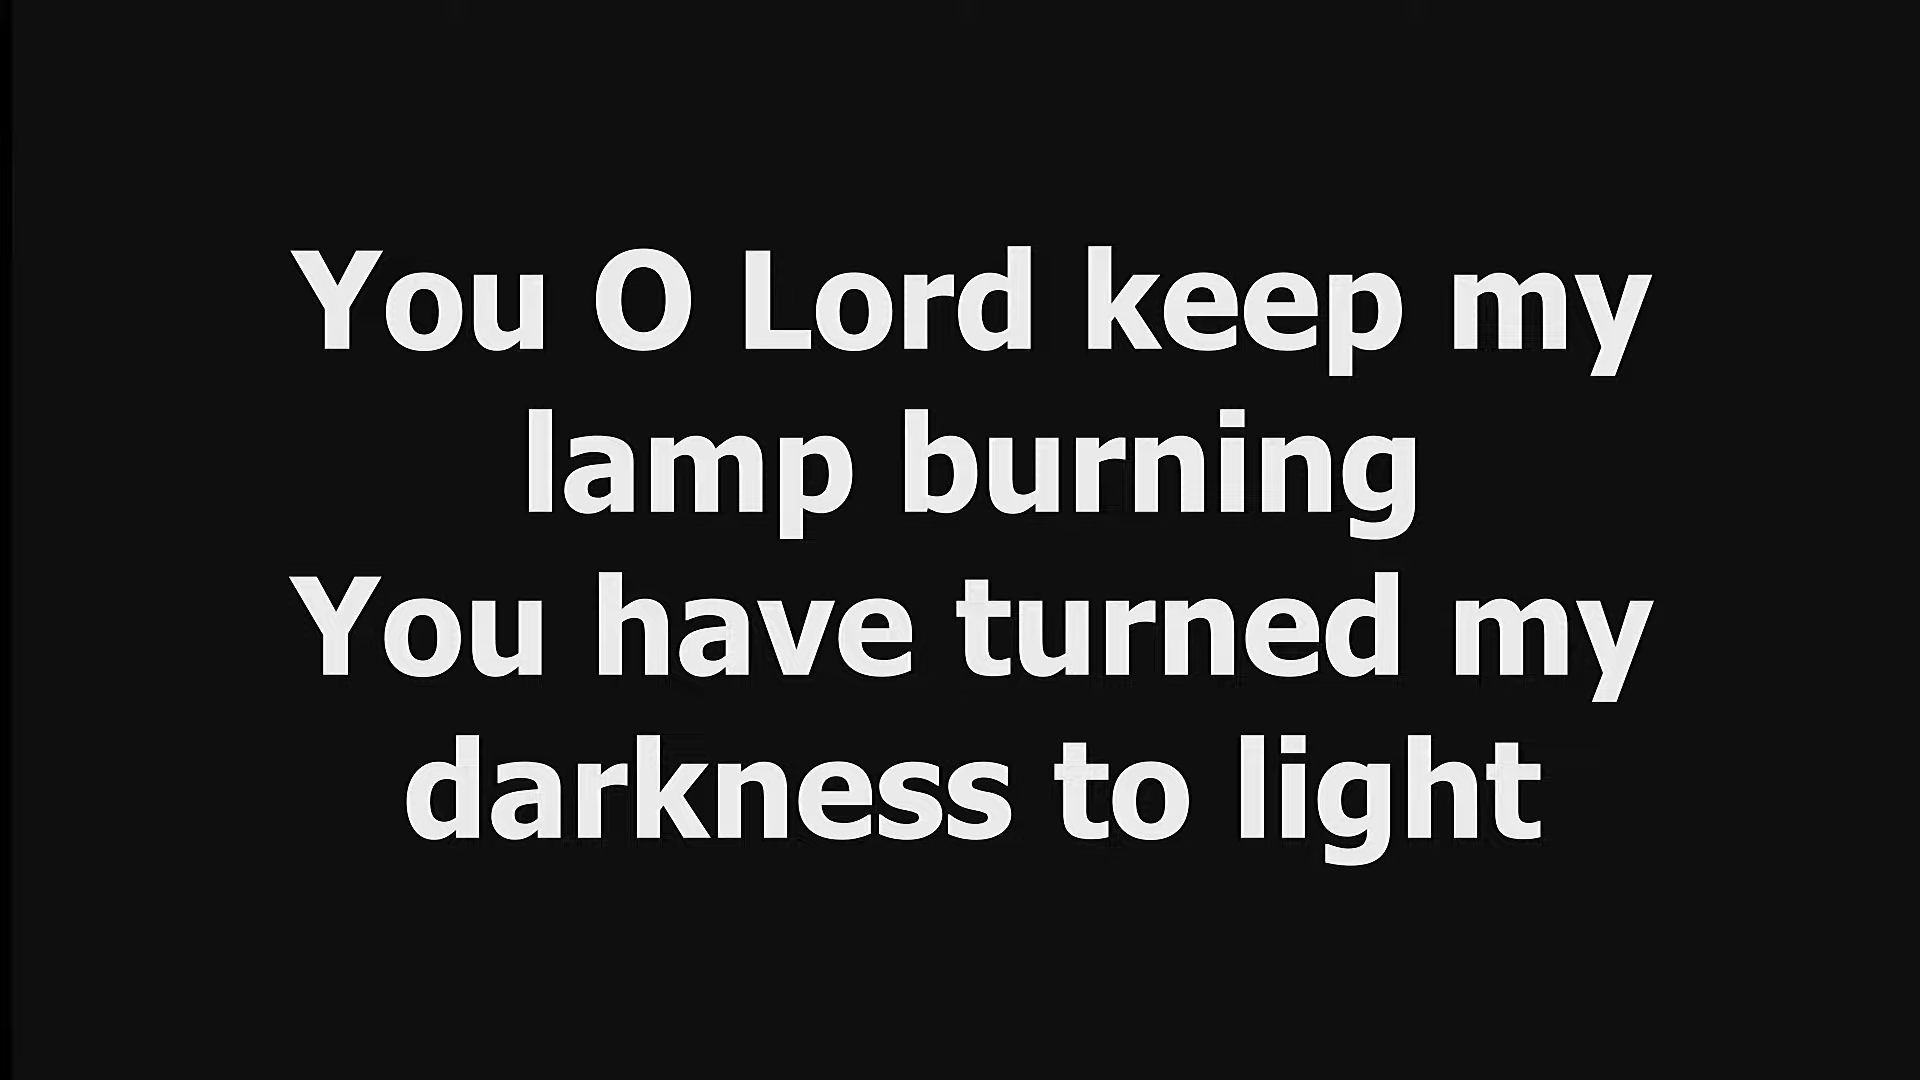 You O Lord keep my
lamp burning
You have turned my
darkness to light